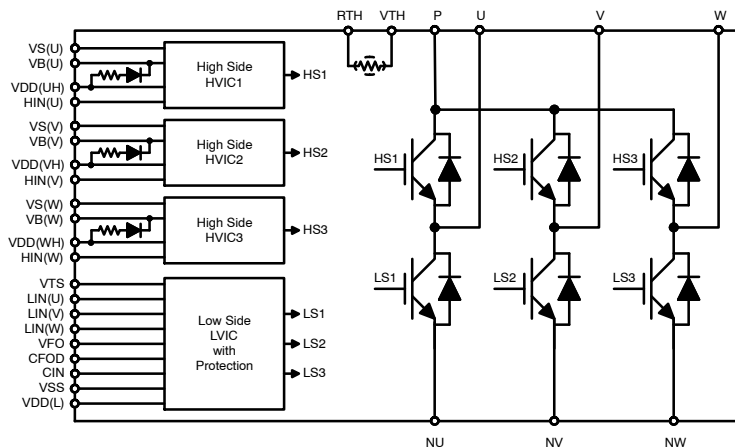 RTH VTH P U V W
VS(U)
VB(U)
VDD(UH)
HIN(U)
High Side
HVIC1
HS1
VS(V)
VB(V)
VDD(VH)
HIN(V)
High Side
HVIC2
HS2
VS(W)
VB(W)
VDD(WH)
HIN(W)
High Side
HVIC3
HS3
VTS
LIN(U)
LIN(V)
LIN(W)
VFO
CFOD
CIN
VSS
VDD(L)
Low Side
LVIC
with
Protection
LS1
LS2
LS3
HS1 HS2 HS3
LS1 LS2 LS3
NU NV NW